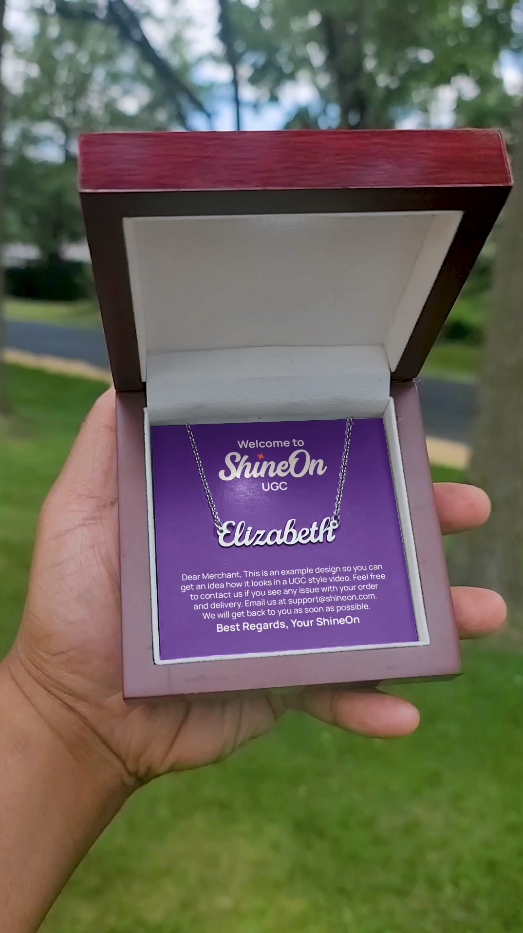 Welcome to
ShineOn
UGC
Elizabeth
Dear Merchant, This is an example design so you can
get an idea how it looks in a UGC style video. Feel free
to contact us if you see any issue with your order
and delivery. Email us at support@shineon.com.
We will get back to you as soon as possible.
Best Regards, Your ShineOn